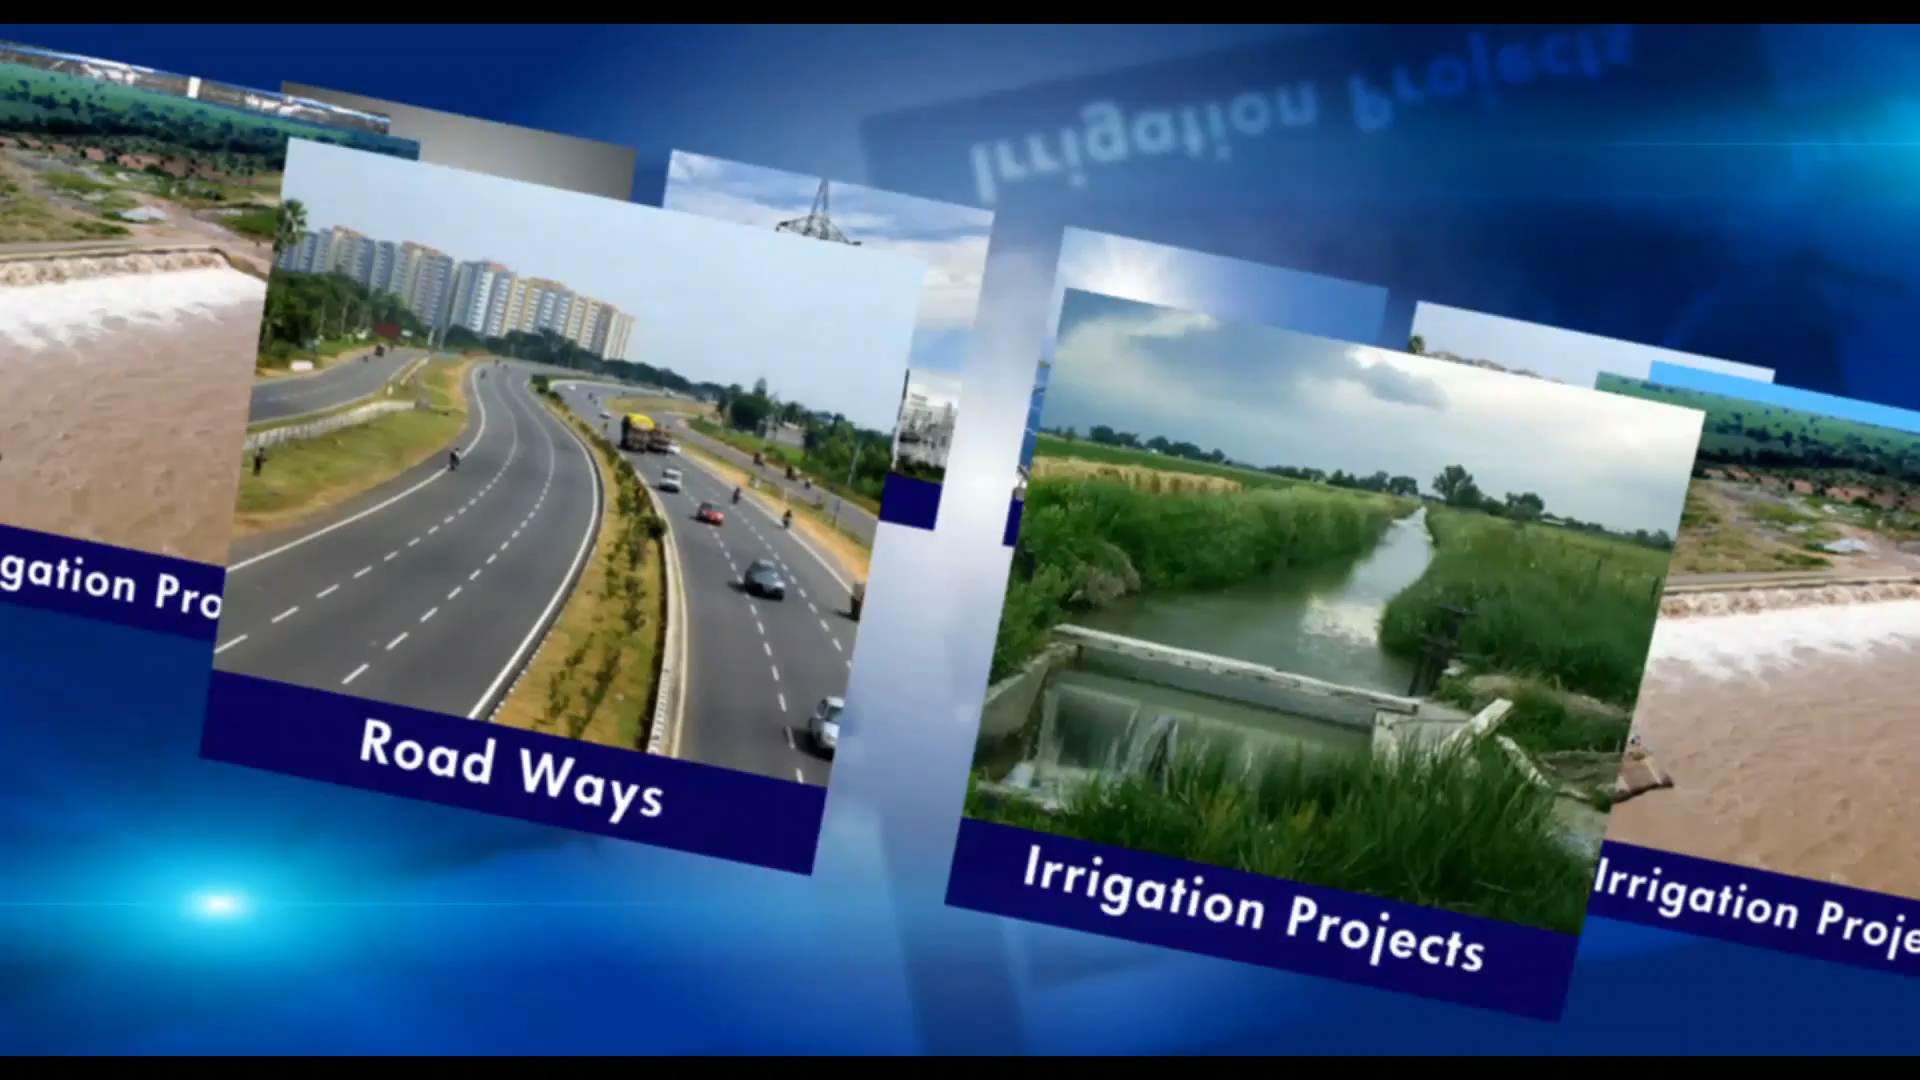 Irrigation Projects
gation Pro
Road Ways
Irrigation Projects
Irrigation Proje